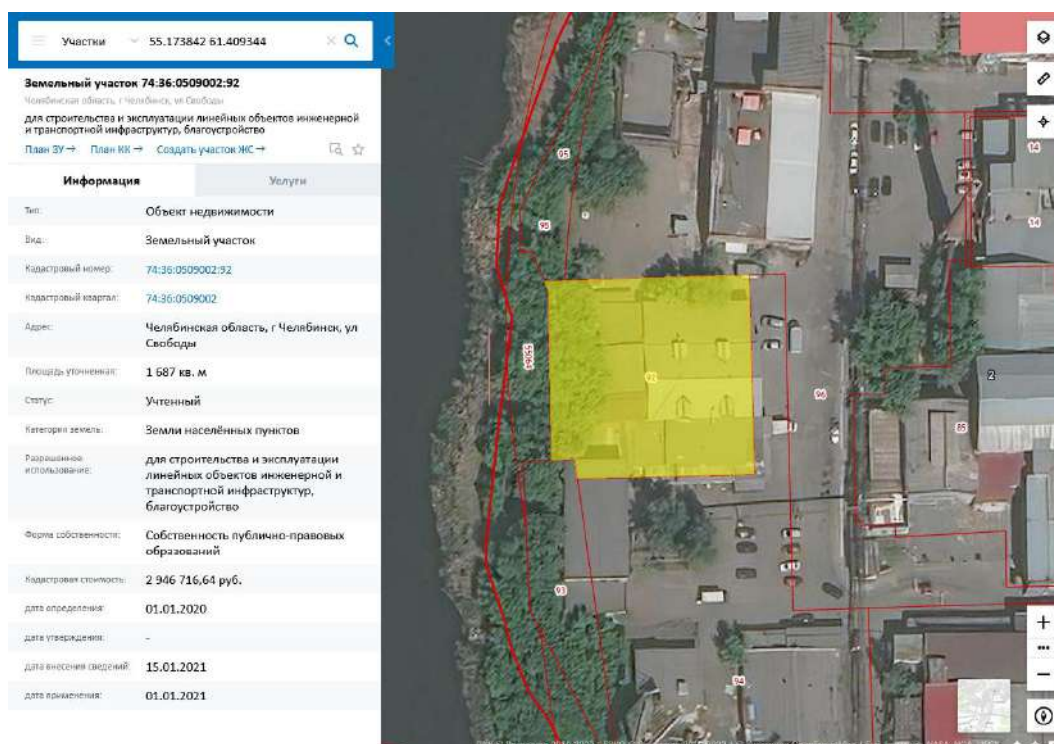 Участки 55.173842 61.409344
Земельный участок 74:36:0509002:92
Челябинская область, г Челябинск, ул Свободы
для строительства и эксплуатации линейных объектов инженерной
и транспортной инфраструктур, благоустройство
План ЗУ → План КК → Создать участок ЖС →
Информация Услуги
Тип: Объект недвижимости
Вид: Земельный участок
Кадастровый номер: 74:36:0509002:92
Кадастровый квартал: 74:36:0509002
Адрес: Челябинская область, г Челябинск, ул
Свободы
Площадь уточненная: 1 687 кв. м
Статус: Учтенный
Категория земель: Земли населённых пунктов
Разрешенное
использование:
для строительства и эксплуатации
линейных объектов инженерной и
транспортной инфраструктур,
благоустройство
Форма собственности: Собственность публично-правовых
образований
Кадастровая стоимость: 2 946 716,64 руб.
дата определения: 01.01.2020
дата утверждения: -
дата внесения сведений: 15.01.2021
дата применения: 01.01.2021
95
95
14
14
92
96
2
85
93
94